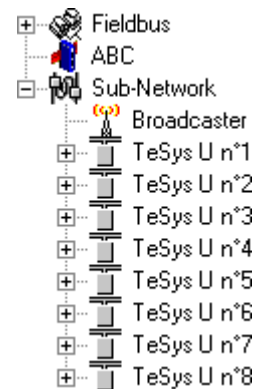 Fieldbus
ABC
Sub-Network
Broadcaster
TeSys U n°1
TeSys U n°2
TeSys U n°3
TeSys U n°4
TeSys U n°5
TeSys U n°6
TeSys U n°7
TeSys U n°8